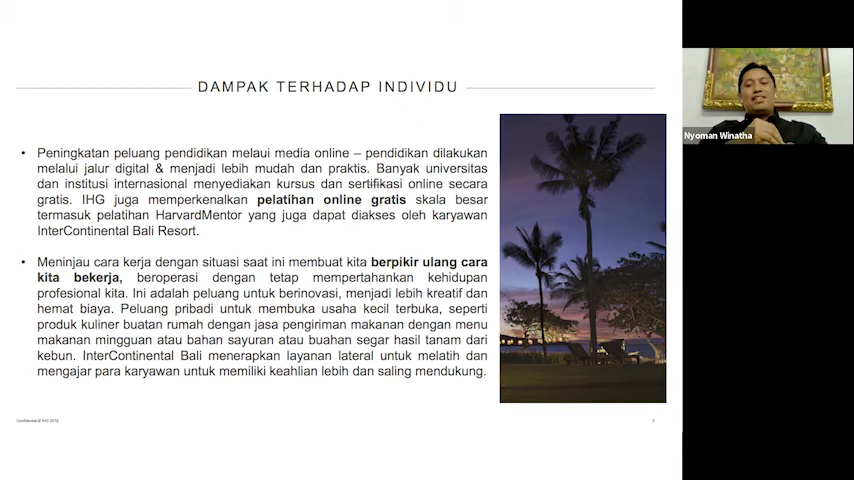 DAMPAK TERHADAP INDIVIDU
• Peningkatan peluang pendidikan melaui media online – pendidikan dilakukan
melalui jalur digital & menjadi lebih mudah dan praktis. Banyak universitas
dan institusi internasional menyediakan kursus dan sertifikasi online secara
gratis. IHG juga memperkenalkan pelatihan online gratis skala besar
termasuk pelatihan HarvardMentor yang juga dapat diakses oleh karyawan
InterContinental Bali Resort.
• Meninjau cara kerja dengan situasi saat ini membuat kita berpikir ulang cara
kita bekerja, beroperasi dengan tetap mempertahankan kehidupan
profesional kita. Ini adalah peluang untuk berinovasi, menjadi lebih kreatif dan
hemat biaya. Peluang pribadi untuk membuka usaha kecil terbuka, seperti
produk kuliner buatan rumah dengan jasa pengiriman makanan dengan menu
makanan mingguan atau bahan sayuran atau buahan segar hasil tanam dari
kebun. InterContinental Bali menerapkan layanan lateral untuk melatih dan
mengajar para karyawan untuk memiliki keahlian lebih dan saling mendukung.
Nyoman Winatha